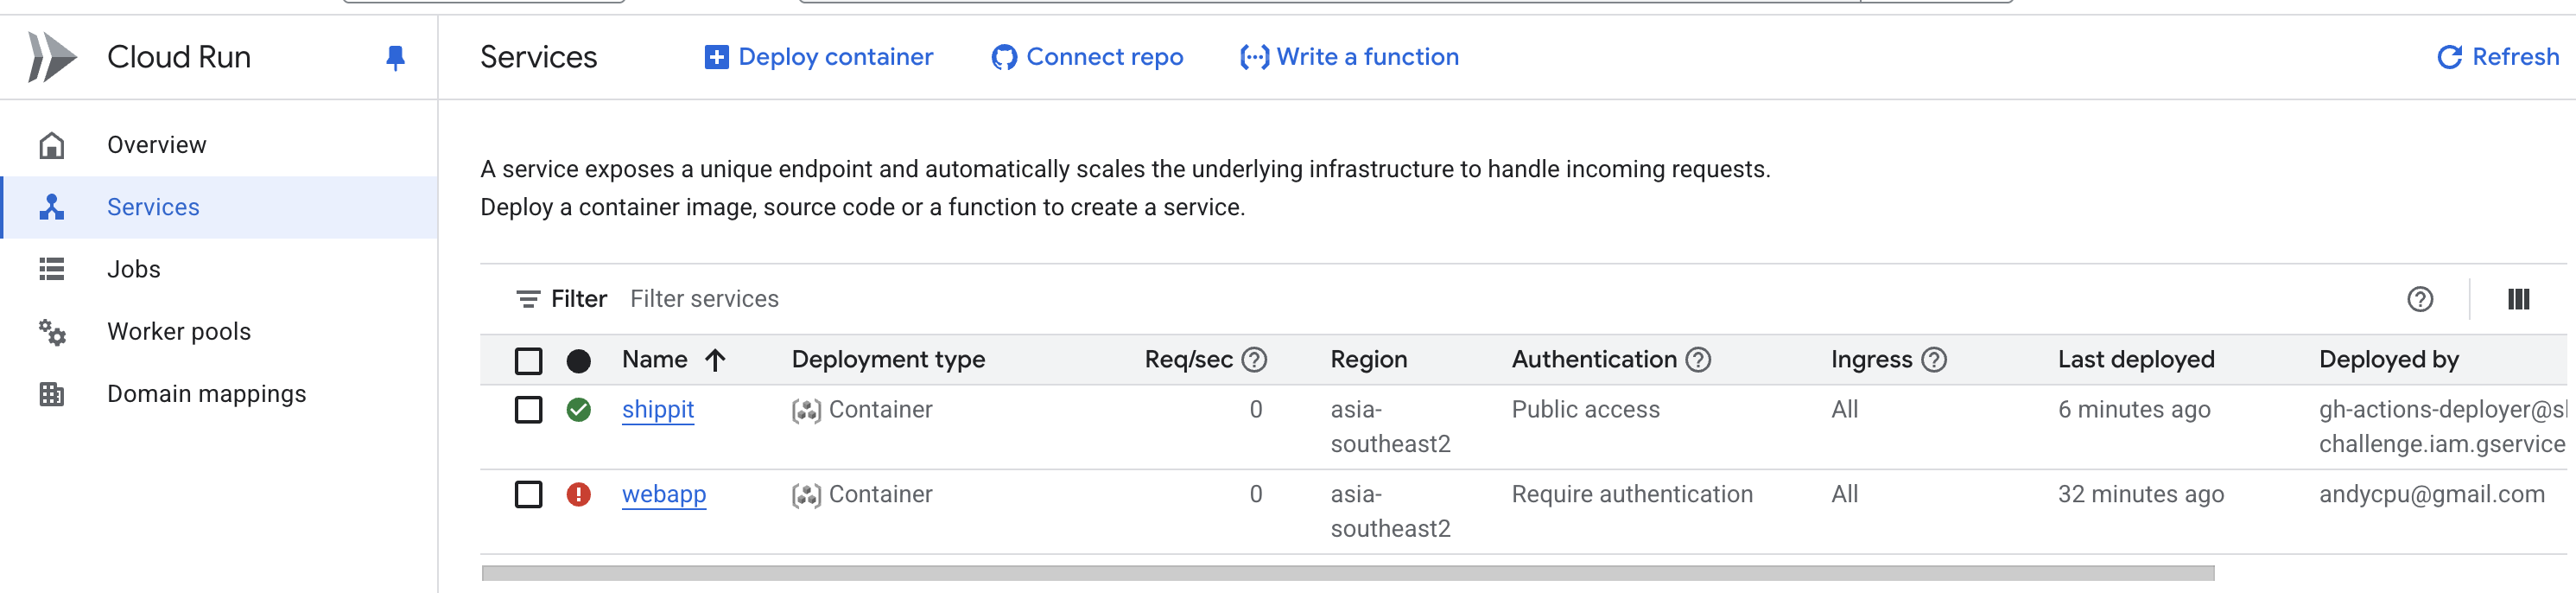 Cloud Run
Services
Deploy container
Connect repo
Write a function
Refresh
Overview
Services
Jobs
Worker pools
Domain mappings
A service exposes a unique endpoint and automatically scales the underlying infrastructure to handle incoming requests.
Deploy a container image, source code or a function to create a service.
Filter Filter services
Name Deployment type Req/sec Region Authentication Ingress Last deployed Deployed by
shippit Container 0 asia- Public access All 6 minutes ago gh-actions-deployer@sl
southeast2 challenge.iam.gservice
webapp Container 0 asia- Require authentication All 32 minutes ago andycpu@gmail.com
southeast2